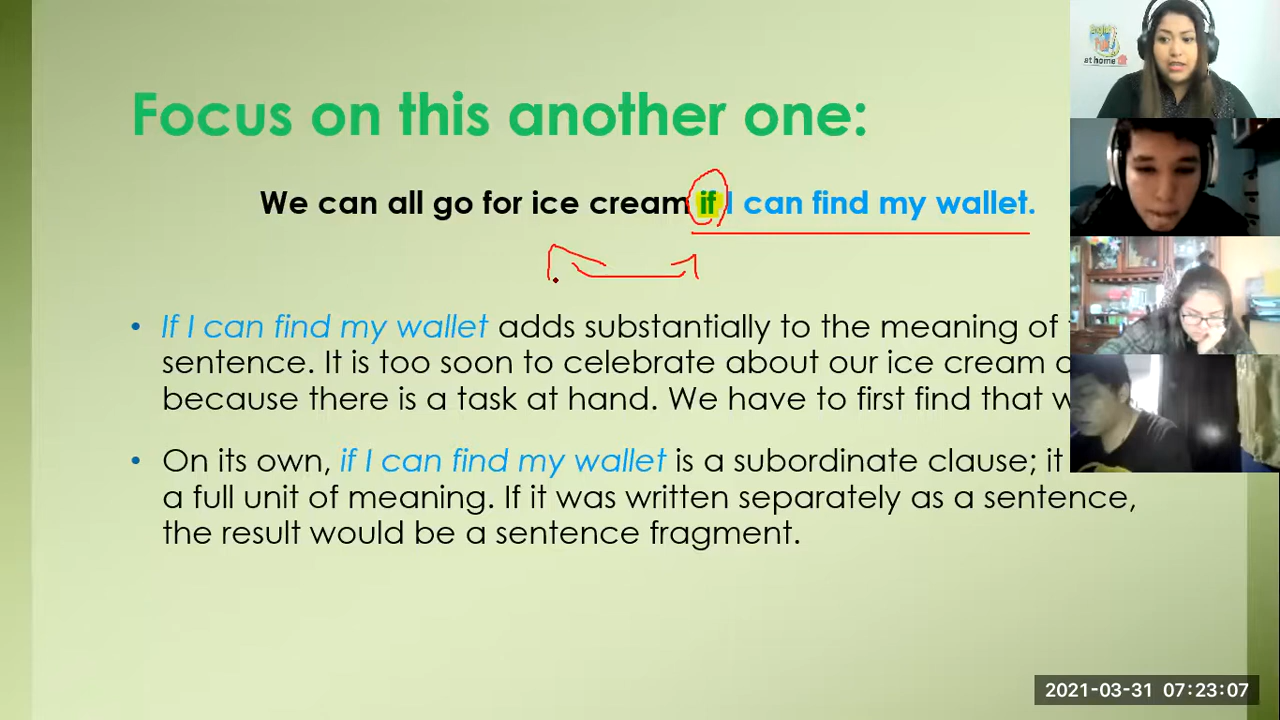 Focus on this another one:
We can all go for ice cream if I can find my wallet.
• If I can find my wallet adds substantially to the meaning of
sentence. It is too soon to celebrate about our ice cream
because there is a task at hand. We have to first find that
• On its own, if I can find my wallet is a subordinate clause; it
a full unit of meaning. If it was written separately as a sentence,
the result would be a sentence fragment.
at home
2021-03-31 07:23:07